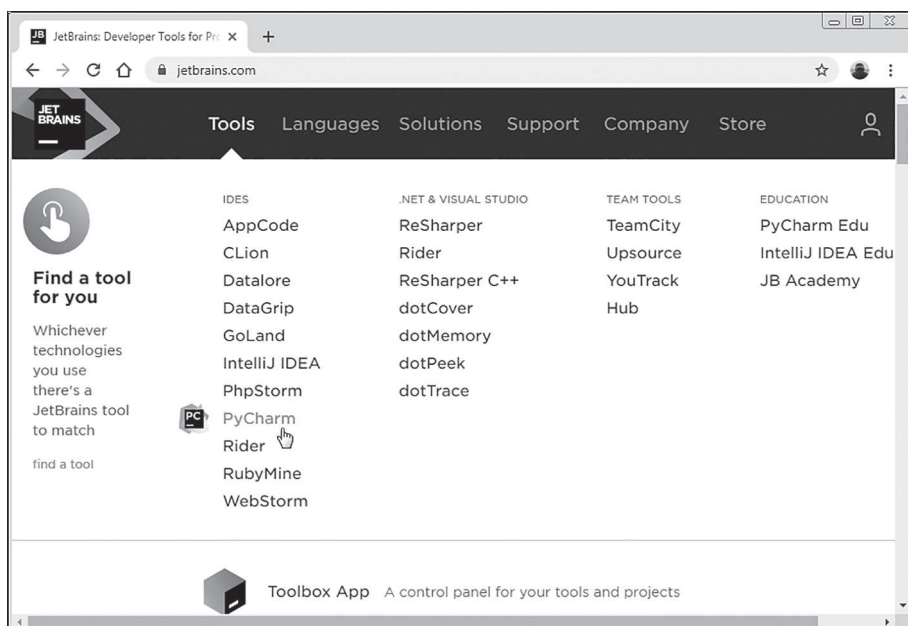 JB JetBrains: Developer Tools for Pro
jetbrains.com
JET
BRAINS
Tools Languages Solutions Support Company Store
Find a tool
for you
Whichever
technologies
you use
there's a
JetBrains tool
to match
find a tool
IDES
AppCode
CLion
Datalore
DataGrip
GoLand
IntelliJ IDEA
PhpStorm
PC PyCharm
Rider
RubyMine
WebStorm
.NET & VISUAL STUDIO
ReSharper
Rider
ReSharper C++
dotCover
dotMemory
dotPeek
dotTrace
TEAM TOOLS
TeamCity
Upsource
YouTrack
Hub
EDUCATION
PyCharm Edu
IntelliJ IDEA Edu
JB Academy
Toolbox App A control panel for your tools and projects